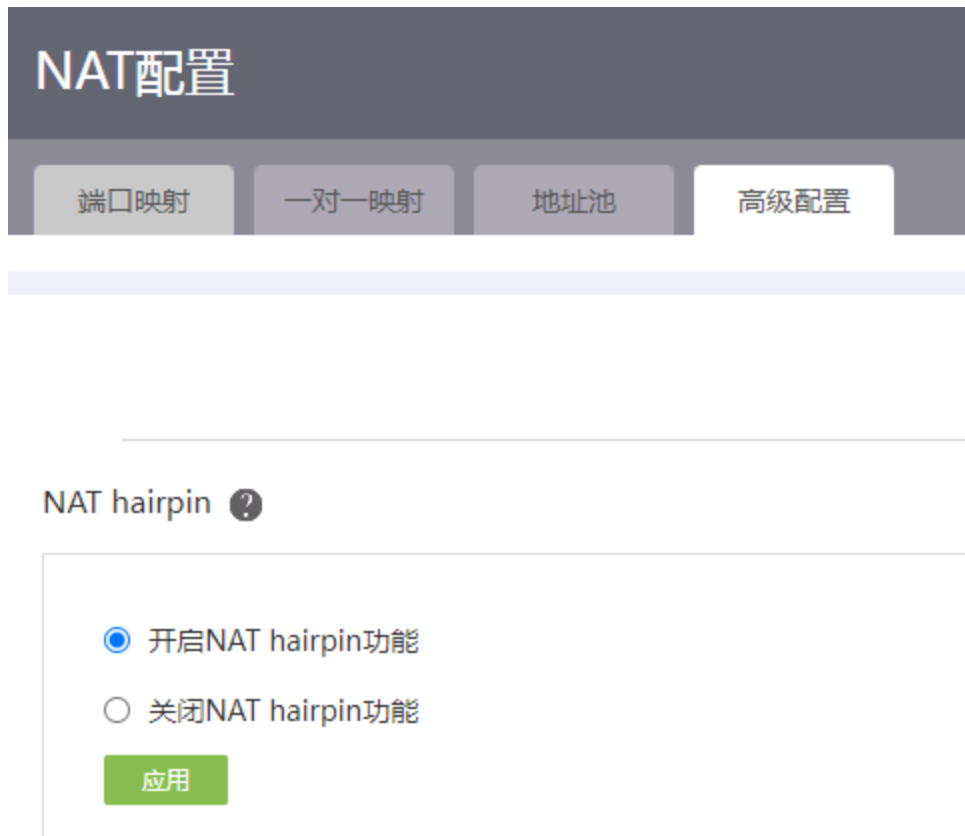 NAT配置
端口映射 一对一映射 地址池 高级配置
NAT hairpin ?
开启NAT hairpin功能
关闭NAT hairpin功能
应用